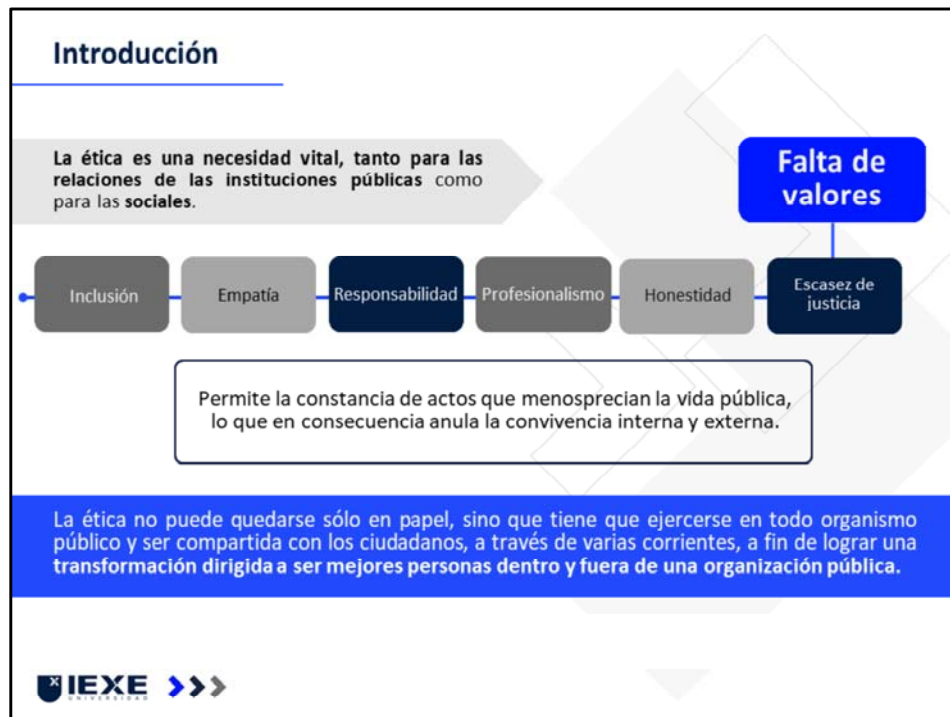 Introducción
La ética es una necesidad vital, tanto para las
relaciones de las instituciones públicas como
para las sociales.
Falta de
valores
Inclusión
Empatía
Responsabilidad
Profesionalismo
Honestidad
Escasez de
justicia
Permite la constancia de actos que menosprecian la vida pública,
lo que en consecuencia anula la convivencia interna y externa.
La ética no puede quedarse sólo en papel, sino que tiene que ejercerse en todo organismo
público y ser compartida con los ciudadanos, a través de varias corrientes, a fin de lograr una
transformación dirigida a ser mejores personas dentro y fuera de una organización pública.
IEXE
UNIVERSIDAD